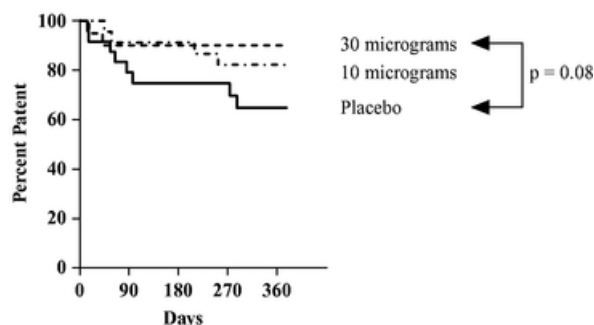 100
80
60
40
20
0
Percent Patent
0 90 180 270 360
Days
30 micrograms
10 micrograms
Placebo
p = 0.08